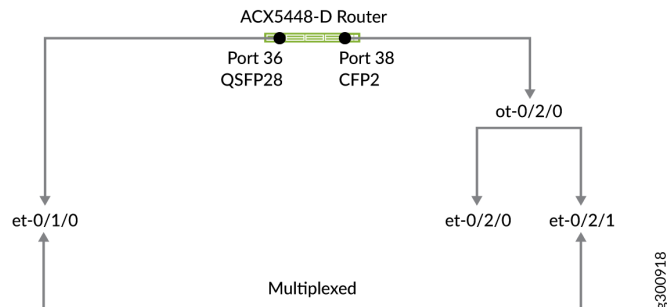 ACX5448-D Router
Port 36
QSFP28
Port 38
CFP2
ot-0/2/0
et-0/1/0
et-0/2/0
et-0/2/1
Multiplexed
g300918